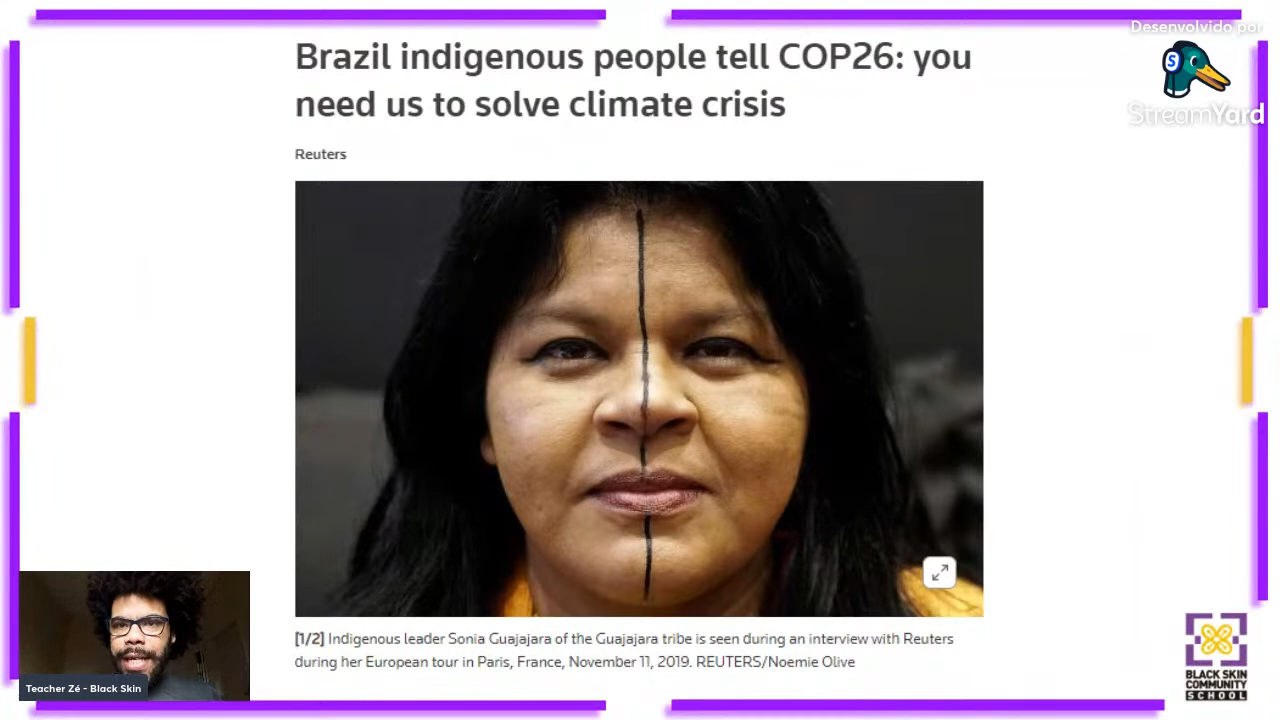 Desenvolvido por
StreamYard
Brazil indigenous people tell COP26: you
need us to solve climate crisis
Reuters
[1/2] Indigenous leader Sonia Guajajara of the Guajajara tribe is seen during an interview with Reuters
during her European tour in Paris, France, November 11, 2019. REUTERS/Noemie Olive
Teacher Zé - Black Skin
BLACK SKIN
COMMUNITY
SCHOOL